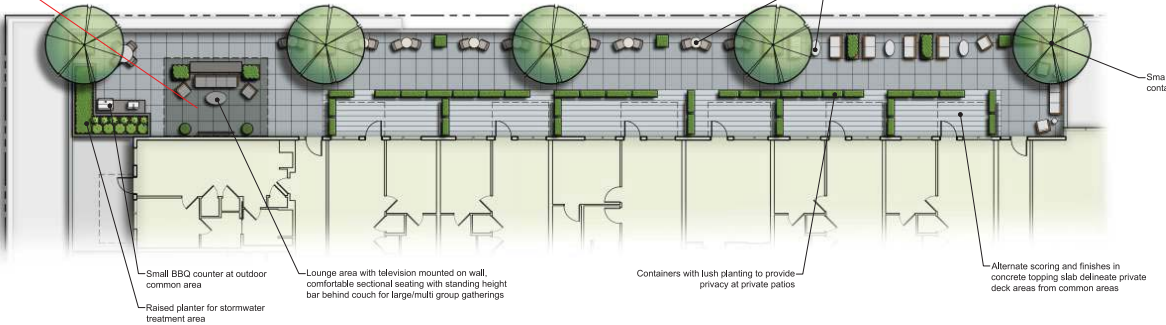 Sma
conta
Small BBQ counter at outdoor
common area
Raised planter for stormwater
treatment area
Lounge area with television mounted on wall,
comfortable sectional seating with standing height
bar behind couch for large/multi group gatherings
Containers with lush planting to provide
privacy at private patios
Alternate scoring and finishes in
concrete topping slab delineate private
deck areas from common areas